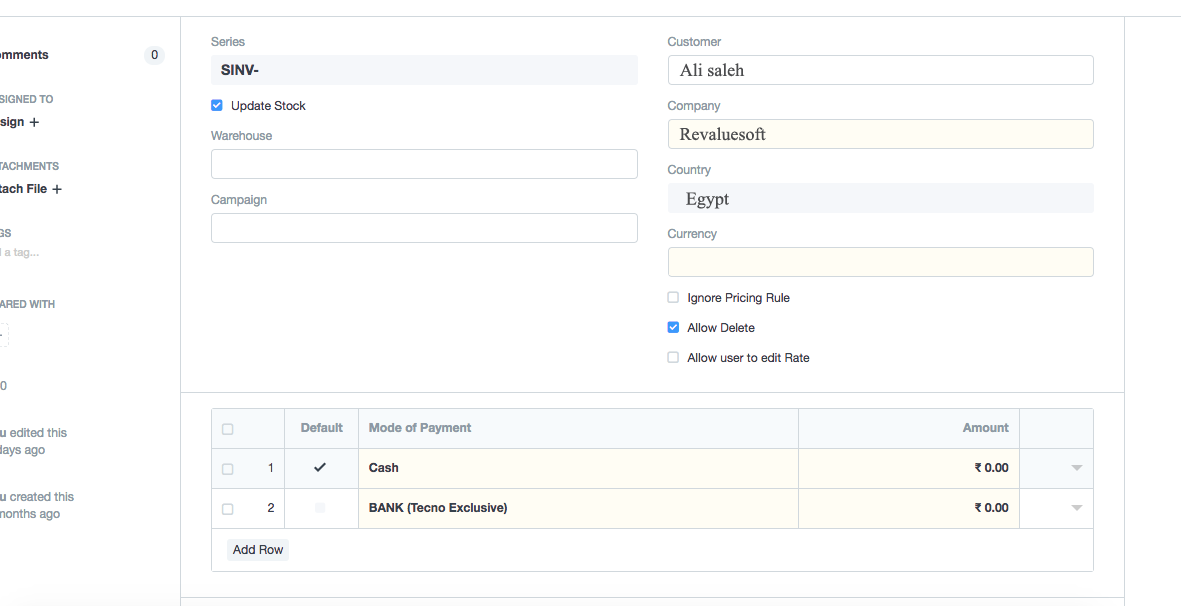 omments 0
SIGNED TO
sign +
TACHMENTS
tach File +
GS
l a tag...
ARED WITH
0
u edited this
days ago
u created this
months ago
Series
SINV-
Update Stock
Warehouse
Campaign
Customer
Ali saleh
Company
Revaluesoft
Country
Egypt
Currency
Ignore Pricing Rule
Allow Delete
Allow user to edit Rate
Default Mode of Payment Amount
1 Cash ₹ 0.00
2 BANK (Tecno Exclusive) ₹ 0.00
Add Row